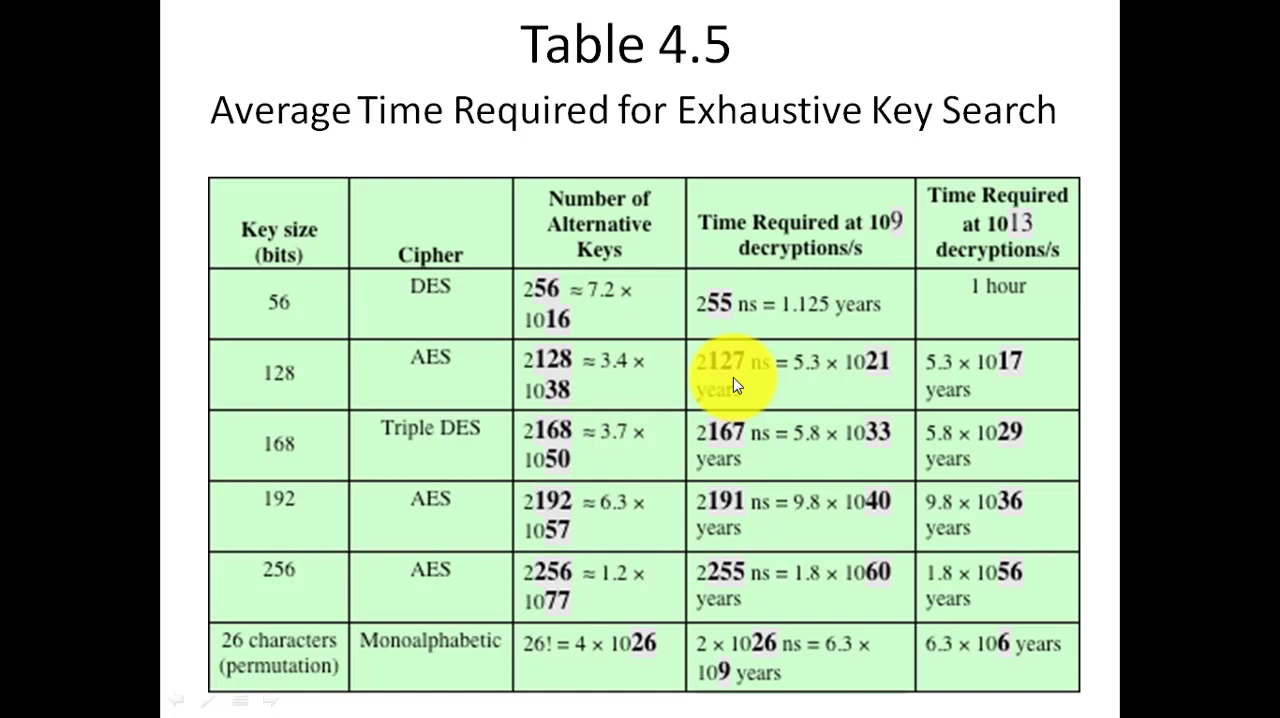 Table 4.5
Average Time Required for Exhaustive Key Search
Key size
(bits)
Cipher
Number of
Alternative
Keys
Time Required at 109
decryptions/s
Time Required
at 1013
decryptions/s
56
DES
256 ≈ 7.2 ×
1016
255 ns = 1.125 years
1 hour
128
AES
2128 ≈ 3.4 ×
1038
2127 ns = 5.3 × 1021
years
5.3 × 1017
years
168
Triple DES
2168 ≈ 3.7 ×
1050
2167 ns = 5.8 × 1033
years
5.8 × 1029
years
192
AES
2192 ≈ 6.3 ×
1057
2191 ns = 9.8 × 1040
years
9.8 × 1036
years
256
AES
2256 ≈ 1.2 ×
1077
2255 ns = 1.8 × 1060
years
1.8 × 1056
years
26 characters
(permutation)
Monoalphabetic
26! = 4 × 1026
2 × 1026 ns = 6.3 ×
109 years
6.3 × 106 years